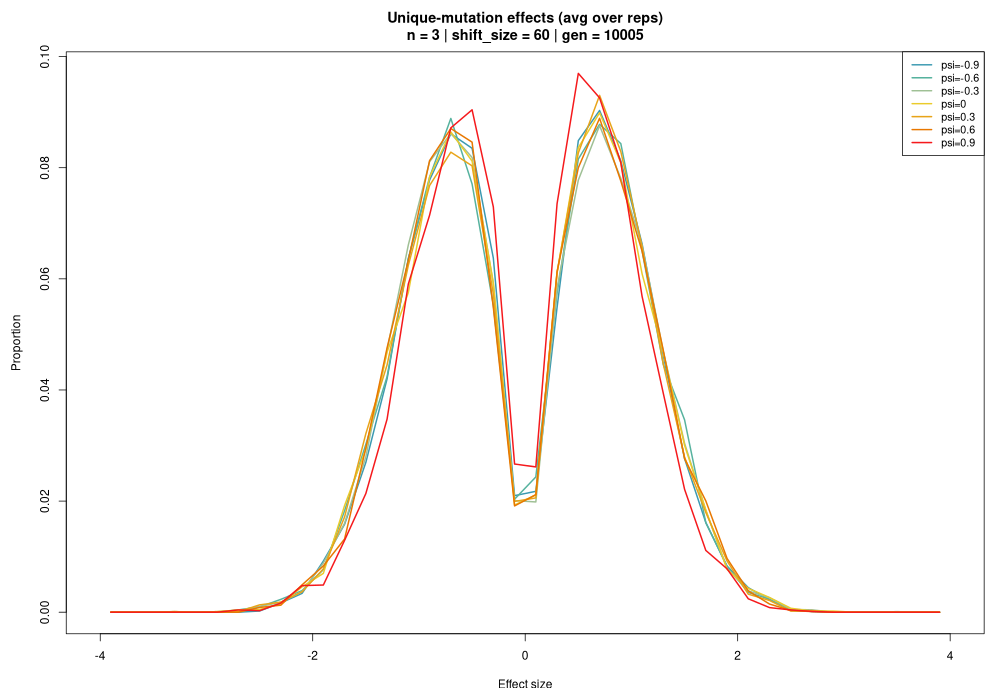 Unique-mutation effects (avg over reps)
n = 3 | shift_size = 60 | gen = 10005
psi=-0.9
psi=-0.6
psi=-0.3
psi=0
psi=0.3
psi=0.6
psi=0.9
Proportion
0.10
0.08
0.06
0.04
0.02
0.00
-4
-2
0
2
4
Effect size